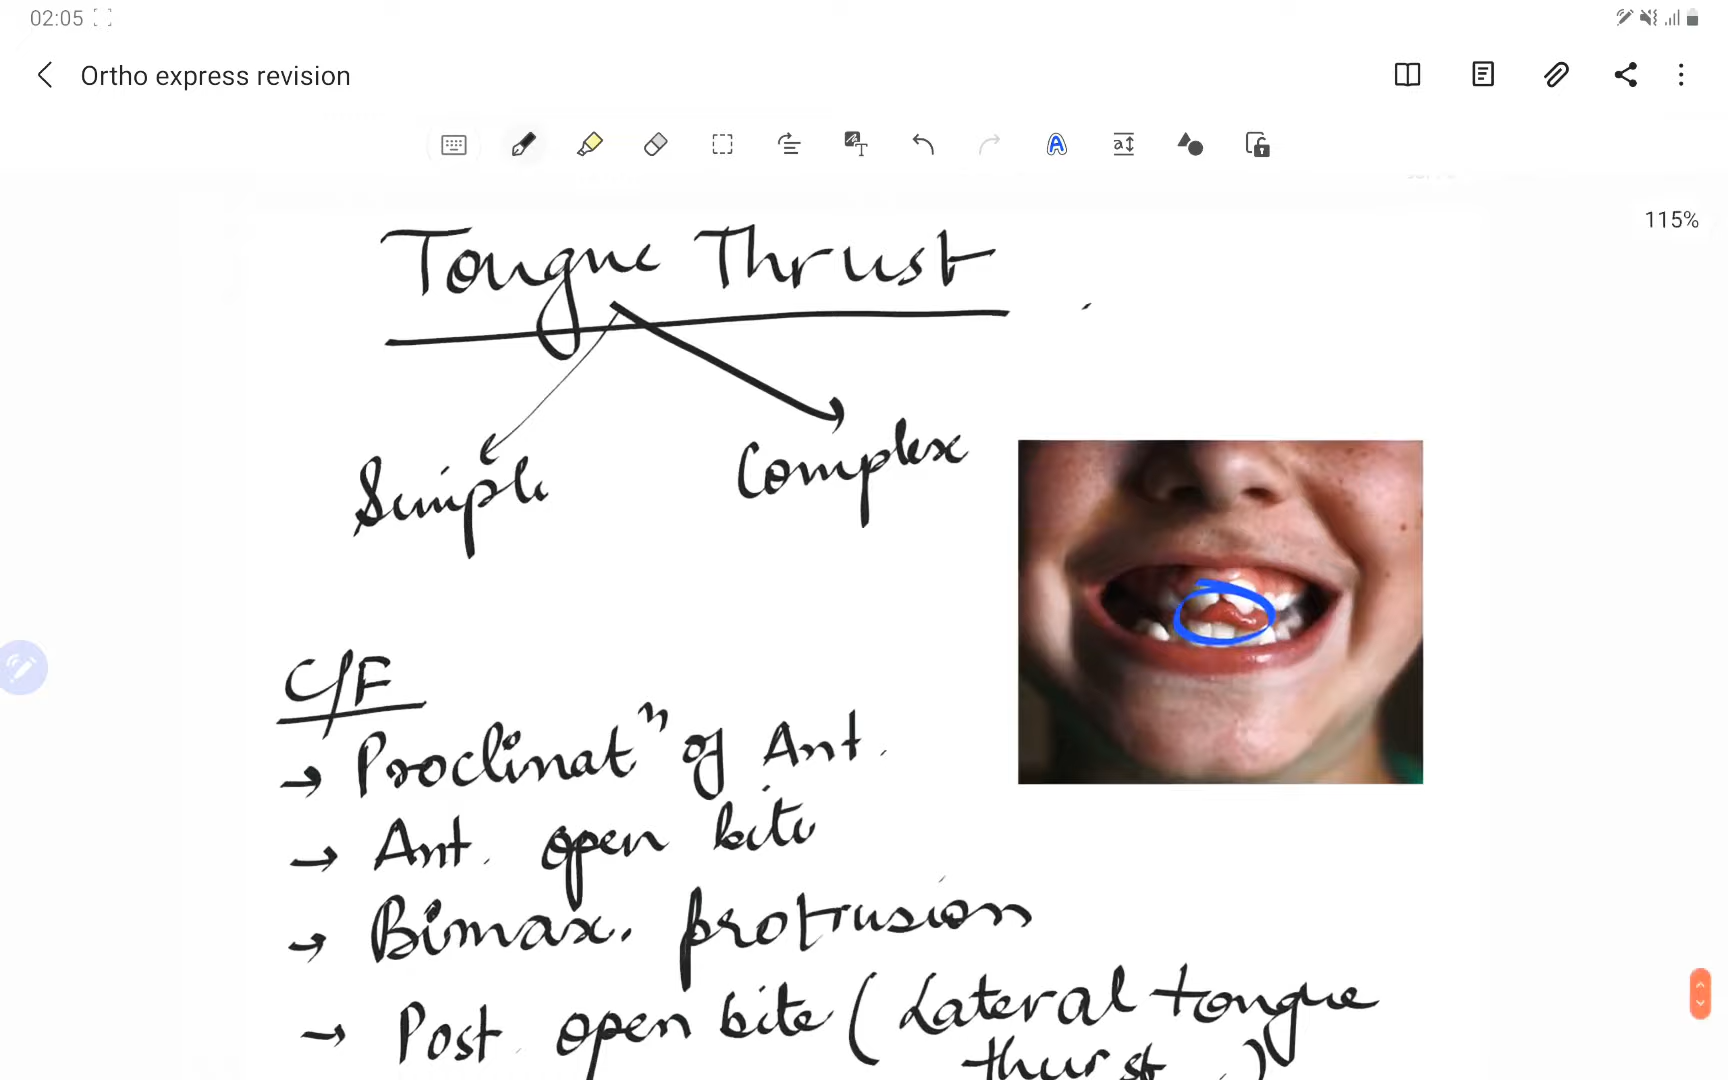 02:05
Ortho express revision
115%
Tongue Thrust
Simple
Complex
C/F
→ Proclinatⁿ of Ant.
→ Ant. open bite
→ Bimax. protrusion
→ Post. open bite (Lateral tongue
thurst)